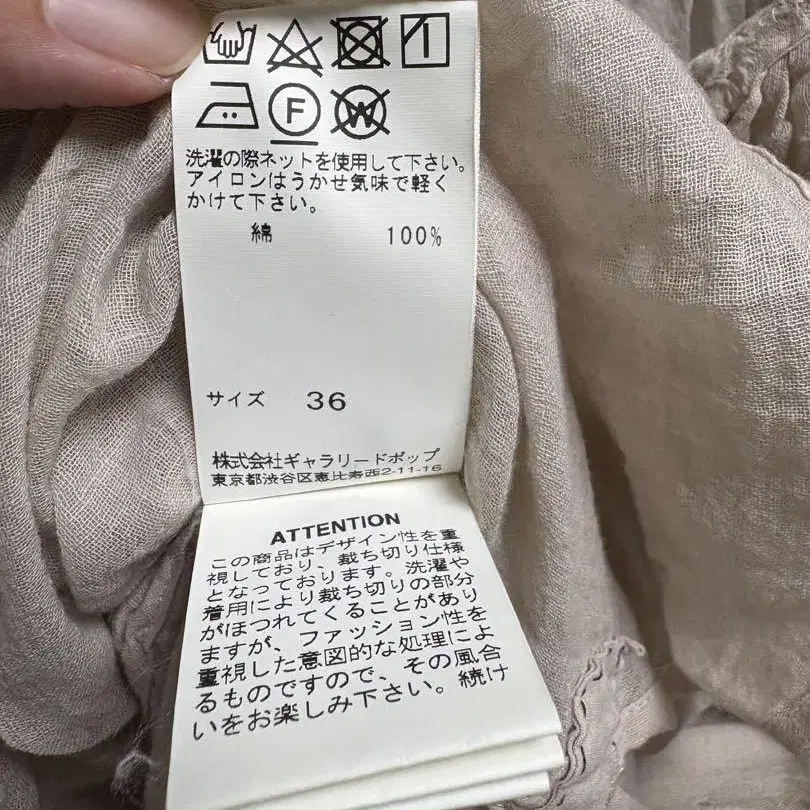 F
W
洗濯の際ネットを使用して下さい。
アイロンはうかせ気味で軽く
かけて下さい。
綿 100%
サイズ 36
株式会社ギャラリードポップ
東京都渋谷区恵比寿西2-11-16
ATTENTION
この商品はデザイン性を重
視しており、裁ち切り仕様
となっております。洗濯や
着用により裁ち切りの部分
がほつれてくることがあり
ますが、ファッション性を
重視した意図的な処理によ
るものですので、その風合
いをお楽しみ下さい。続け